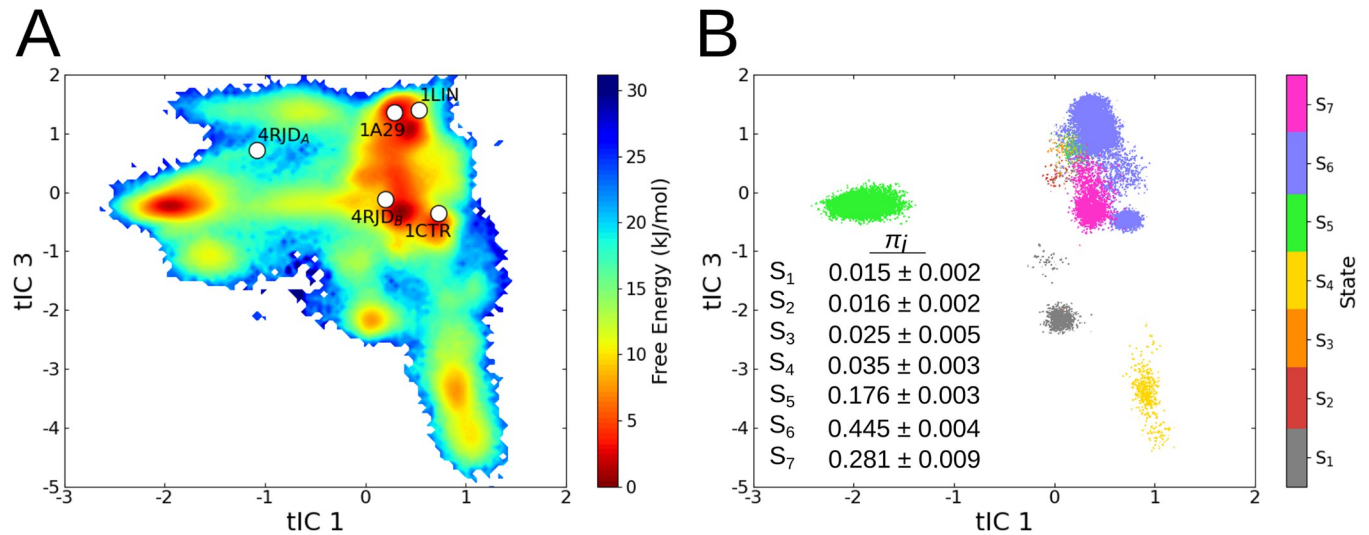 A
2
1
0
-1
-2
-3
-4
-5
-3
-2
-1
0
1
2
tIC 3
tIC 1
1LIN
1A29
4RJD_A
4RJD_B
1CTR
30
25
20
15
10
5
0
Free Energy (kJ/mol)
B
2
1
0
-1
-2
-3
-4
-5
-3
-2
-1
0
1
2
tIC 3
tIC 1
π_i
S₁ 0.015 ± 0.002
S₂ 0.016 ± 0.002
S₃ 0.025 ± 0.005
S₄ 0.035 ± 0.003
S₅ 0.176 ± 0.003
S₆ 0.445 ± 0.004
S₇ 0.281 ± 0.009
S₇
S₆
S₅
S₄
S₃
S₂
S₁
State